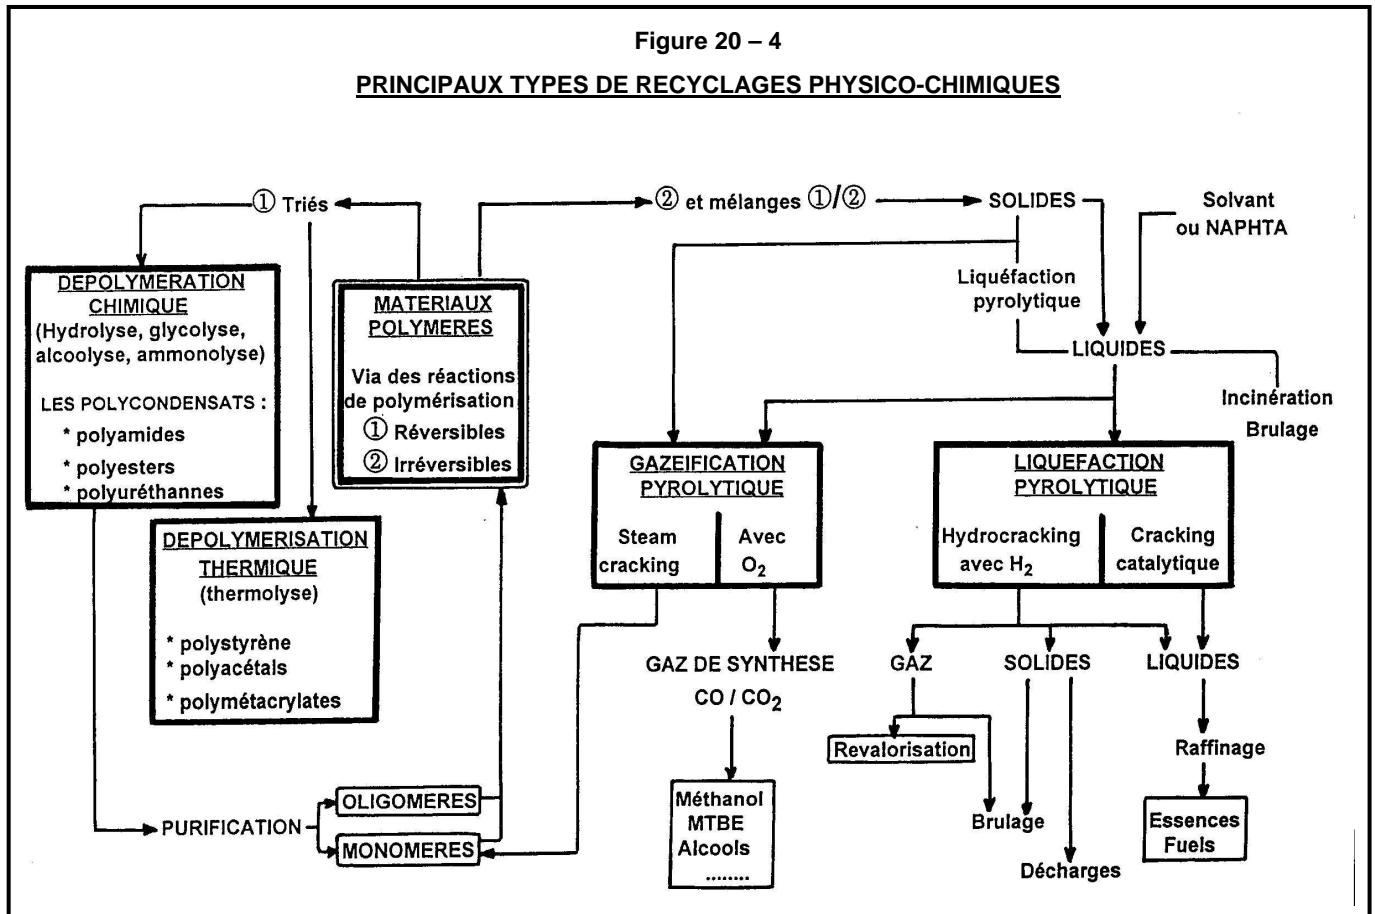 Figure 20 – 4
PRINCIPAUX TYPES DE RECYCLAGES PHYSICO-CHIMIQUES
① Triés
② et mélanges ①/②
SOLIDES
Solvant
ou NAPHTA
DEPOLYMERATION
CHIMIQUE
(Hydrolyse, glycolyse,
alcoolyse, ammonolyse)
LES POLYCONDENSATS :
* polyamides
* polyesters
* polyuréthannes
MATERIAUX
POLYMERES
Via des réactions
de polymérisation
① Réversibles
② Irréversibles
Liquéfaction
pyrolytique
LIQUIDES
Incinération
Brulage
DEPOLYMERISATION
THERMIQUE
(thermolyse)
* polystyrène
* polyacétals
* polymétacrylates
GAZEIFICATION
PYROLYTIQUE
Steam
cracking
Avec
O2
LIQUEFACTION
PYROLYTIQUE
Hydrocracking
avec H2
Cracking
catalytique
GAZ DE SYNTHESE
CO / CO2
GAZ
SOLIDES
LIQUIDES
Revalorisation
Raffinage
Méthanol
MTBE
Alcools
........
Brulage
Décharges
Essences
Fuels
PURIFICATION
OLIGOMERES
MONOMERES